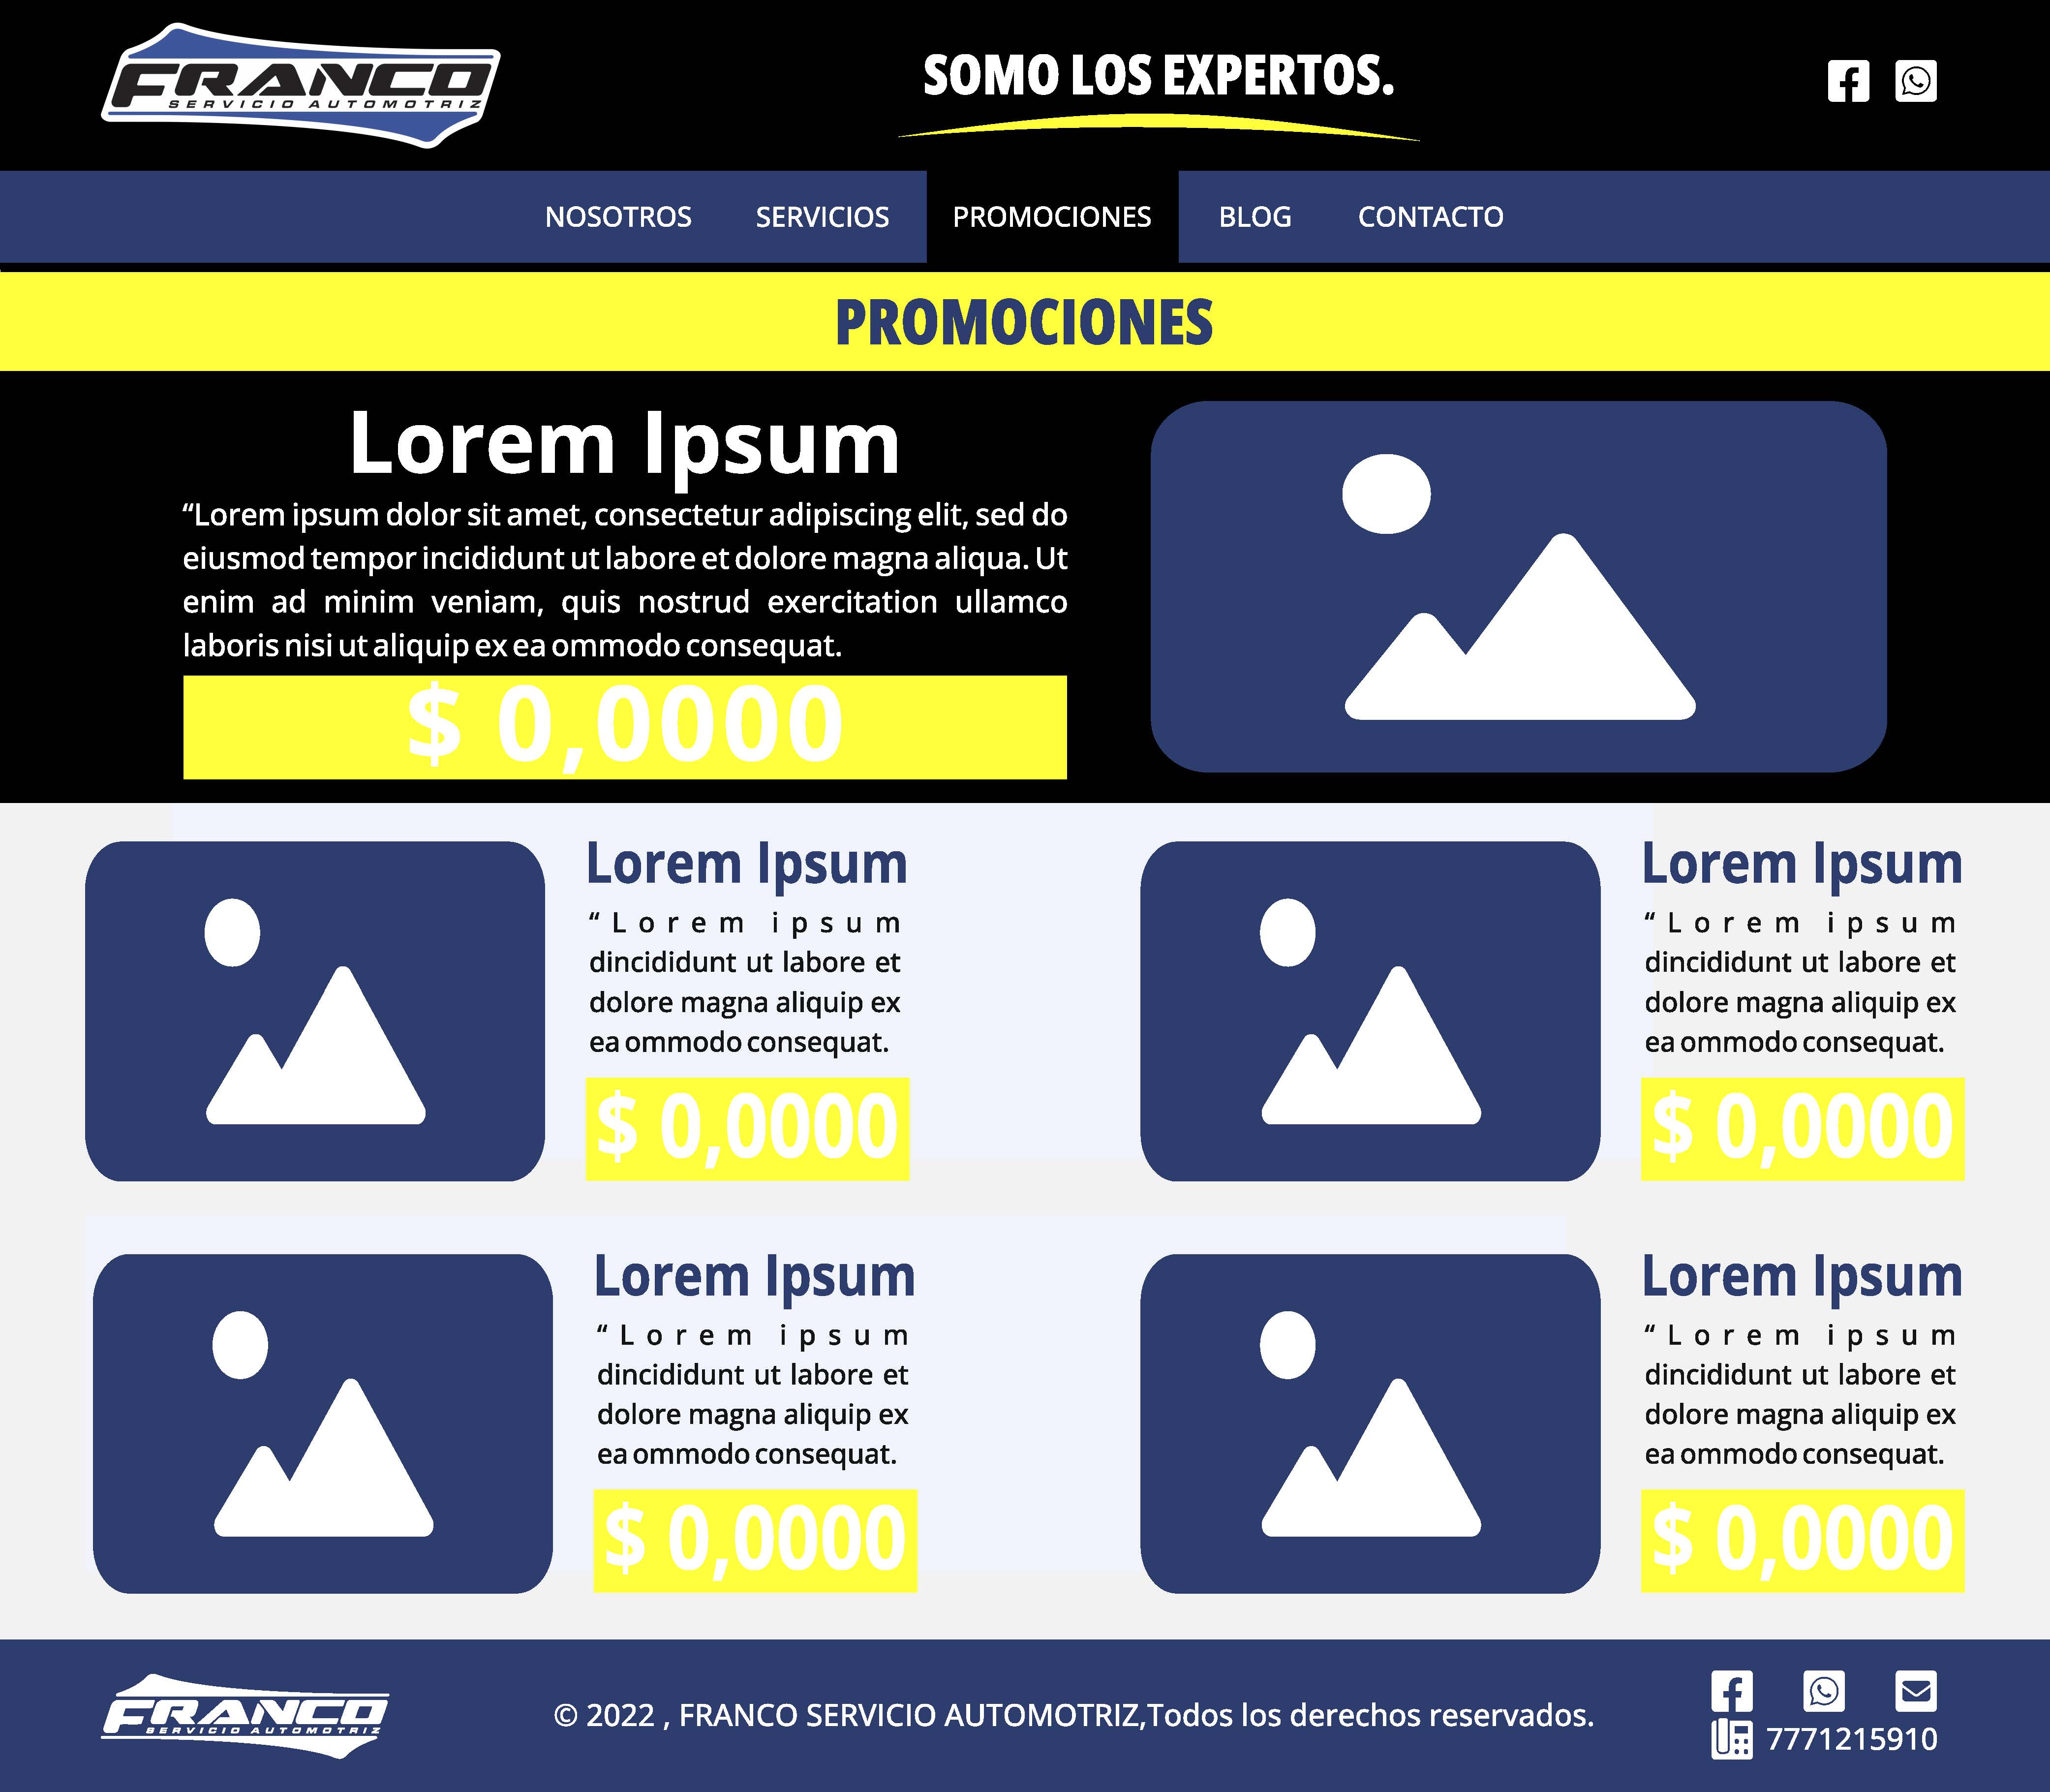 FRANCO
SERVICIO AUTOMOTRIZ
SOMO LOS EXPERTOS.
NOSOTROS SERVICIOS PROMOCIONES BLOG CONTACTO
PROMOCIONES
Lorem Ipsum
“Lorem ipsum dolor sit amet, consectetur adipiscing elit, sed do
eiusmod tempor incididunt ut labore et dolore magna aliqua. Ut
enim ad minim veniam, quis nostrud exercitation ullamco
laboris nisi ut aliquip ex ea ommodo consequat.
$ 0,0000
Lorem Ipsum
“Lorem ipsum
dincididunt ut labore et
dolore magna aliquip ex
ea ommodo consequat.
$ 0,0000
Lorem Ipsum
“Lorem ipsum
dincididunt ut labore et
dolore magna aliquip ex
ea ommodo consequat.
$ 0,0000
Lorem Ipsum
“Lorem ipsum
dincididunt ut labore et
dolore magna aliquip ex
ea ommodo consequat.
$ 0,0000
Lorem Ipsum
“Lorem ipsum
dincididunt ut labore et
dolore magna aliquip ex
ea ommodo consequat.
$ 0,0000
FRANCO
SERVICIO AUTOMOTRIZ
© 2022 , FRANCO SERVICIO AUTOMOTRIZ,Todos los derechos reservados.
7771215910